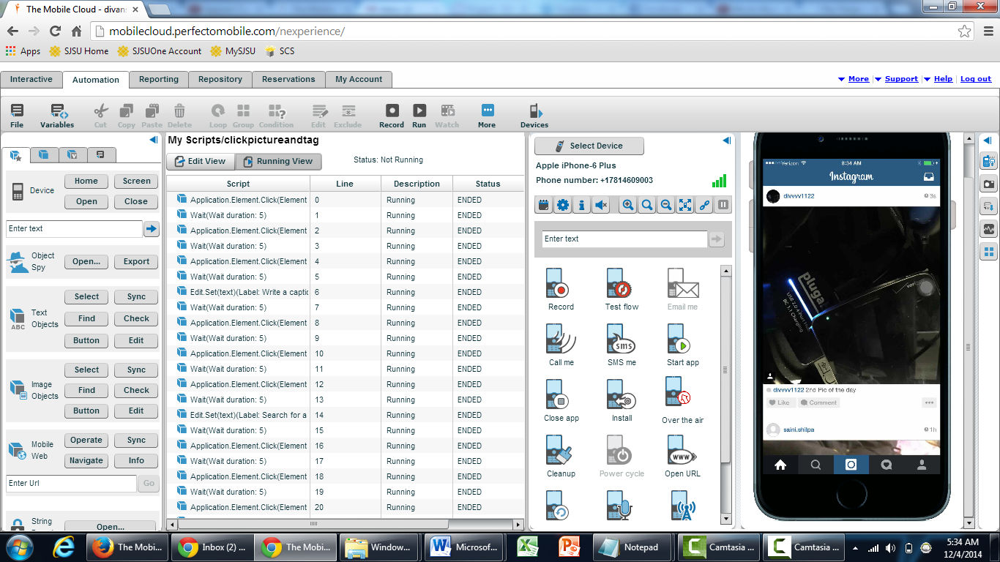 The Mobile Cloud - divan
mobilecloud.perfectomobile.com/nexperience/
Apps SJSU Home SJSUOne Account MySJSU SCS
Interactive Automation Reporting Repository Reservations My Account
More Support Help Log out
File Variables Cut Copy Paste Delete Loop Group Condition Edit Exclude Record Run Watch More Devices
Device
Home Screen
Open Close
Enter text
Object Spy
Open... Export
Text Objects
ABC
Select Sync
Find Check
Button Edit
Image Objects
Select Sync
Find Check
Button Edit
Mobile Web
Operate Sync
Navigate Info
Enter Url Go
String
Open...
My Scripts/clickpictureandtag
Edit View Running View Status: Not Running
Script Line Description Status
Application.Element.Click(Element 0 Running ENDED
Wait(Wait duration: 5) 1 Running ENDED
Application.Element.Click(Element 2 Running ENDED
Wait(Wait duration: 5) 3 Running ENDED
Application.Element.Click(Element 4 Running ENDED
Wait(Wait duration: 5) 5 Running ENDED
Edit.Set(text)(Label: Write a captio 6 Running ENDED
Wait(Wait duration: 5) 7 Running ENDED
Application.Element.Click(Element 8 Running ENDED
Wait(Wait duration: 5) 9 Running ENDED
Application.Element.Click(Element 10 Running ENDED
Wait(Wait duration: 5) 11 Running ENDED
Application.Element.Click(Element 12 Running ENDED
Wait(Wait duration: 5) 13 Running ENDED
Edit.Set(text)(Label: Search for a 14 Running ENDED
Wait(Wait duration: 5) 15 Running ENDED
Application.Element.Click(Element 16 Running ENDED
Wait(Wait duration: 5) 17 Running ENDED
Application.Element.Click(Element 18 Running ENDED
Wait(Wait duration: 5) 19 Running ENDED
Application.Element.Click(Element 20 Running ENDED
Select Device
Apple iPhone-6 Plus
Phone number: +17814609003
Enter text
Record Test flow Email me
Call me SMS me Start app
Close app Install Over the air
Cleanup Power cycle Open URL
sms
www
Verizon 8:34 AM
Instagram
divvvv1122 3s
pluga
USB 2.0 4-Port Hub
BC 1.1 Charging
divvvv1122 2nd Pic of the day
Like Comment
saini.shilpa 1h
The Mobi... Inbox (2) ... The Mo... Window... Microsof... Notepad Camtasia ... Camtasia ...
5:34 AM
12/4/2014